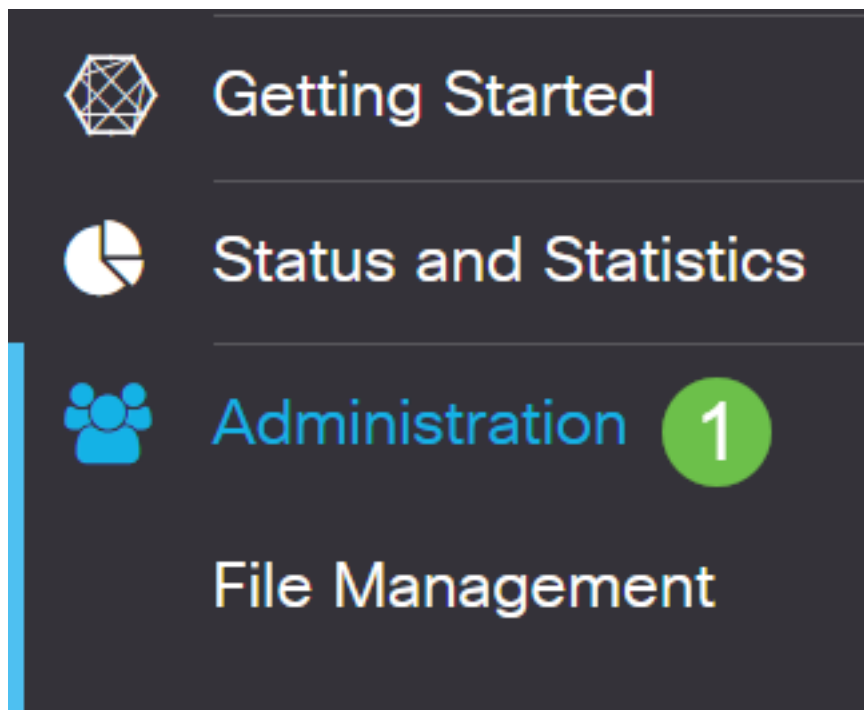 Getting Started
Status and Statistics
Administration 1
File Management